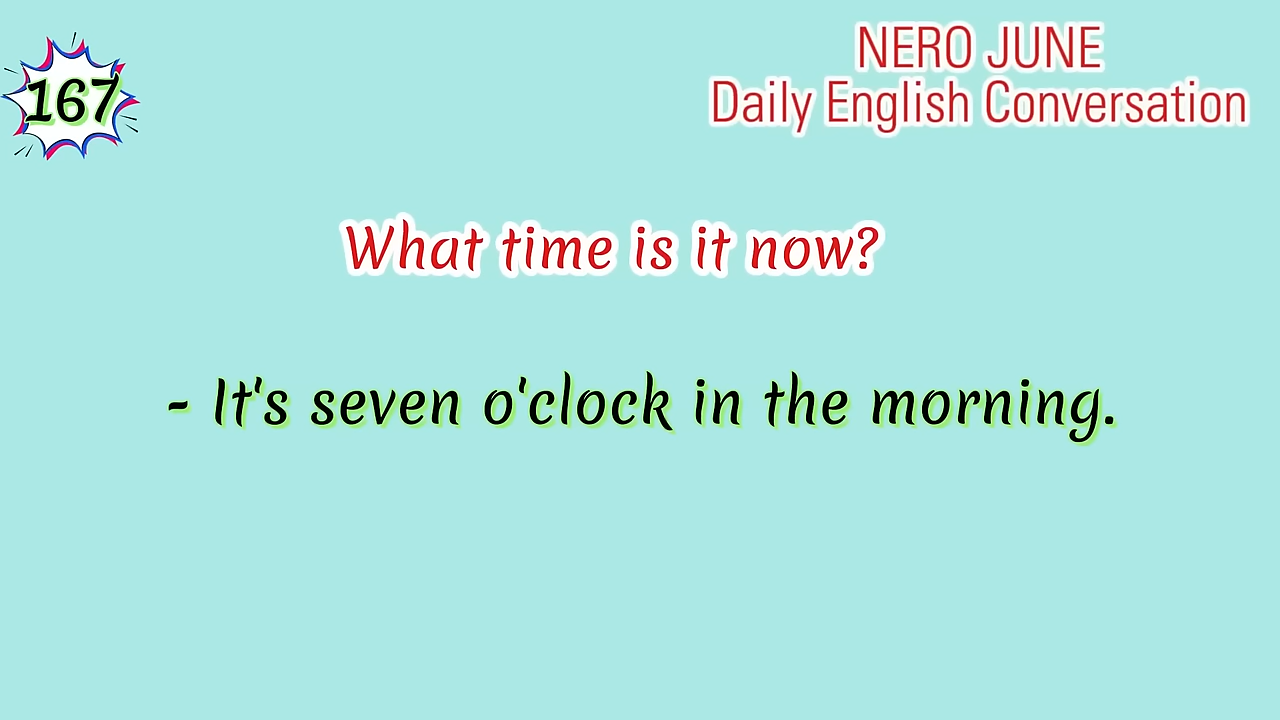 167
NERO JUNE
Daily English Conversation
What time is it now?
- It's seven o'clock in the morning.